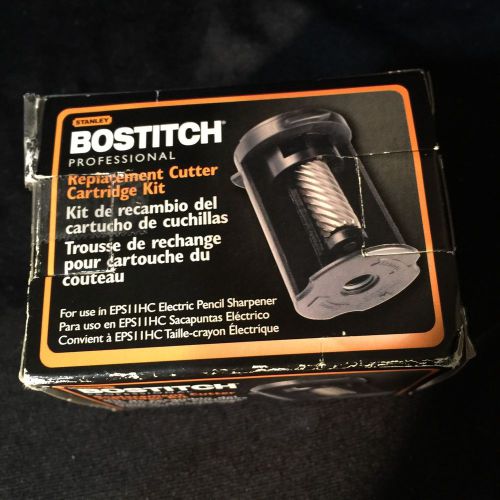 STANLEY
BOSTITCH®
PROFESSIONAL
Replacement Cutter
Cartridge Kit
Kit de recambio del
cartucho de cuchillas
Trousse de rechange
pour cartouche du
couteau
For use in EPS11HC Electric Pencil Sharpener
Para uso en EPS11HC Sacapuntas Eléctrico
Convient à EPS11HC Taille-crayon Électrique
BOSTITCH